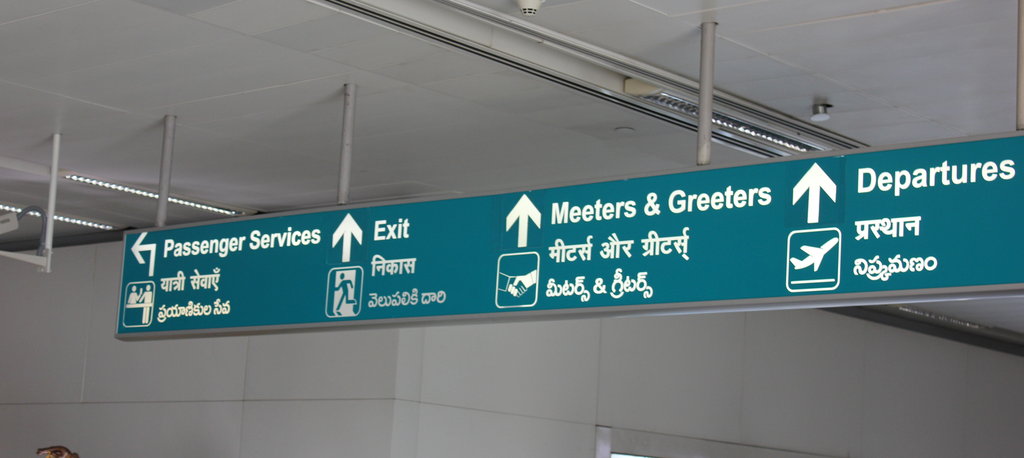 Passenger Services
यात्री सेवाएँ
ప్రయాణికుల సేవ
Exit
निकास
వెలుపలికి దారి
Meeters & Greeters
मीटर्स और ग्रीटर्स्
మీటర్స్ & గ్రీటర్స్
Departures
प्रस्थान
నిష్క్రమణం